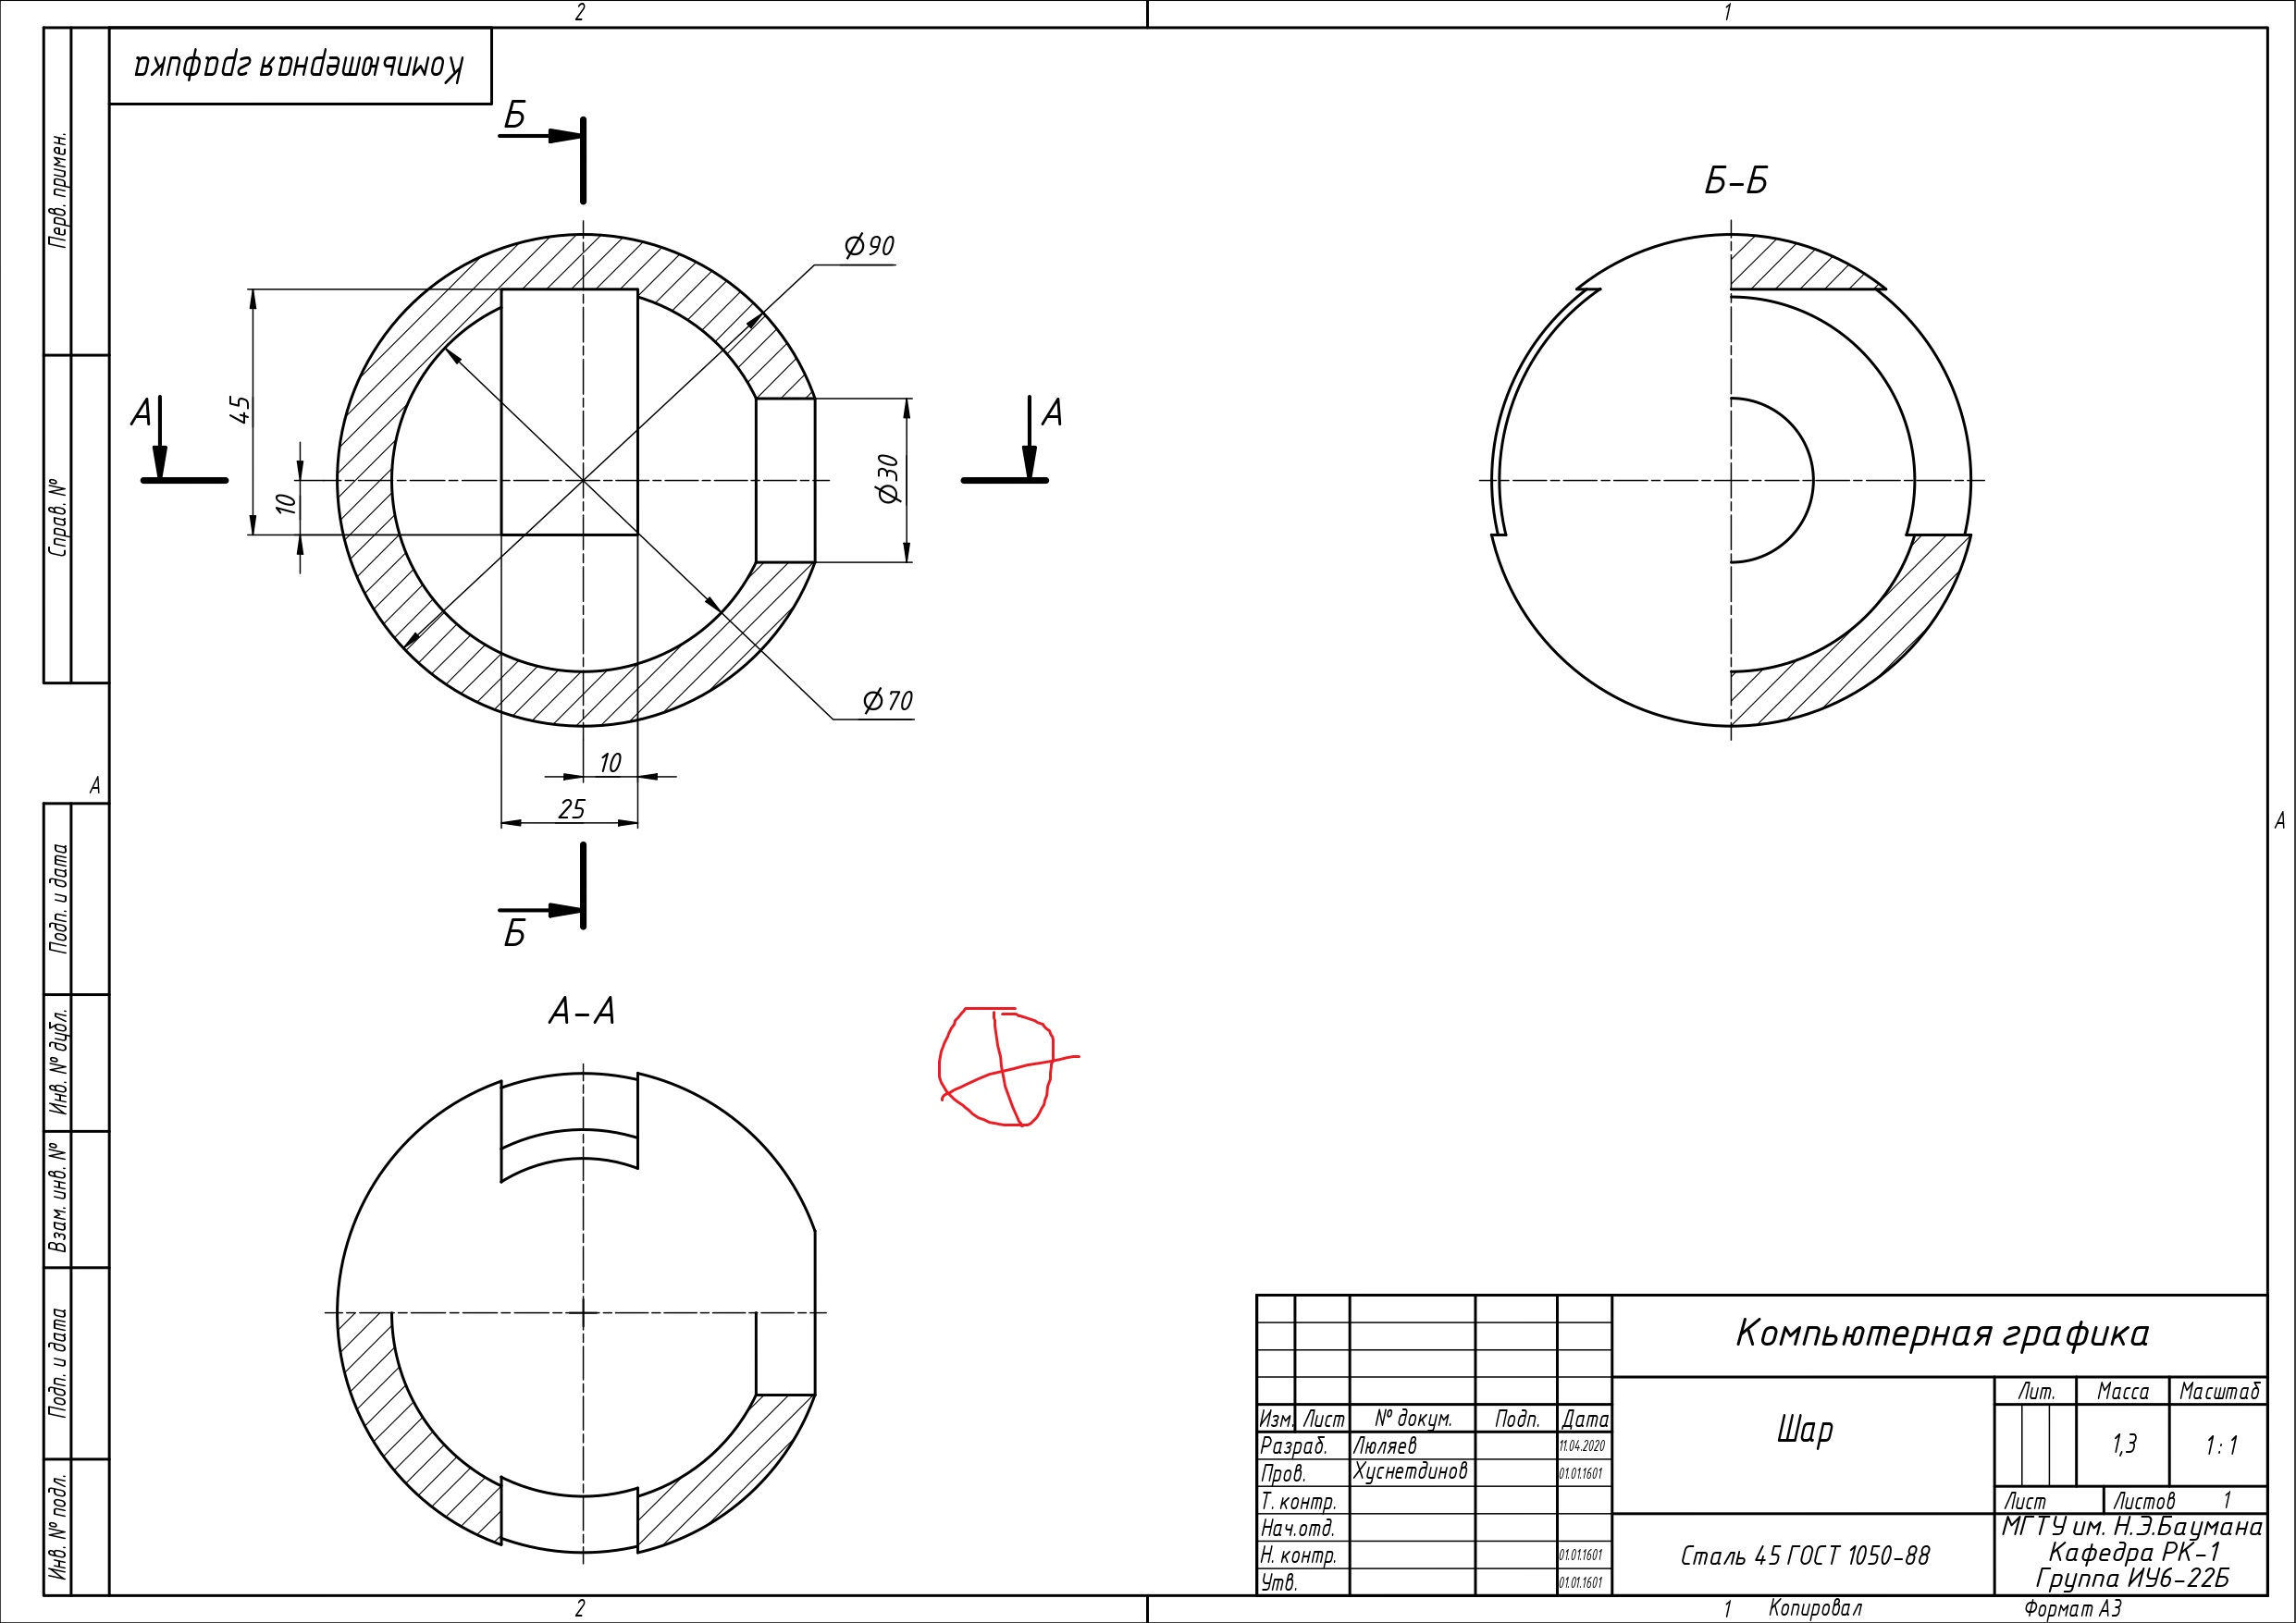 2
1
Компьютерная графика
Перв. примен.
Справ. №
Подп. и дата
Инв. № дубл.
Взам. инв. №
Подп. и дата
Инв. № подл.
А
А
Б
Б
А
А
⌀90
⌀70
⌀30
45
10
10
25
Б-Б
А-А
Компьютерная графика
Шар
Лит.
Масса
Масштаб
1,3
1:1
Лист
Листов 1
Изм. Лист № докум. Подп. Дата
Разраб. Люляев 11.04.2020
Пров. Хуснетдинов 01.01.1601
Т. контр.
Нач.отд.
Н. контр. 01.01.1601
Утв. 01.01.1601
Сталь 45 ГОСТ 1050-88
МГТУ им. Н.Э.Баумана
Кафедра РК-1
Группа ИУ6-22Б
2
1
Копировал
Формат А3